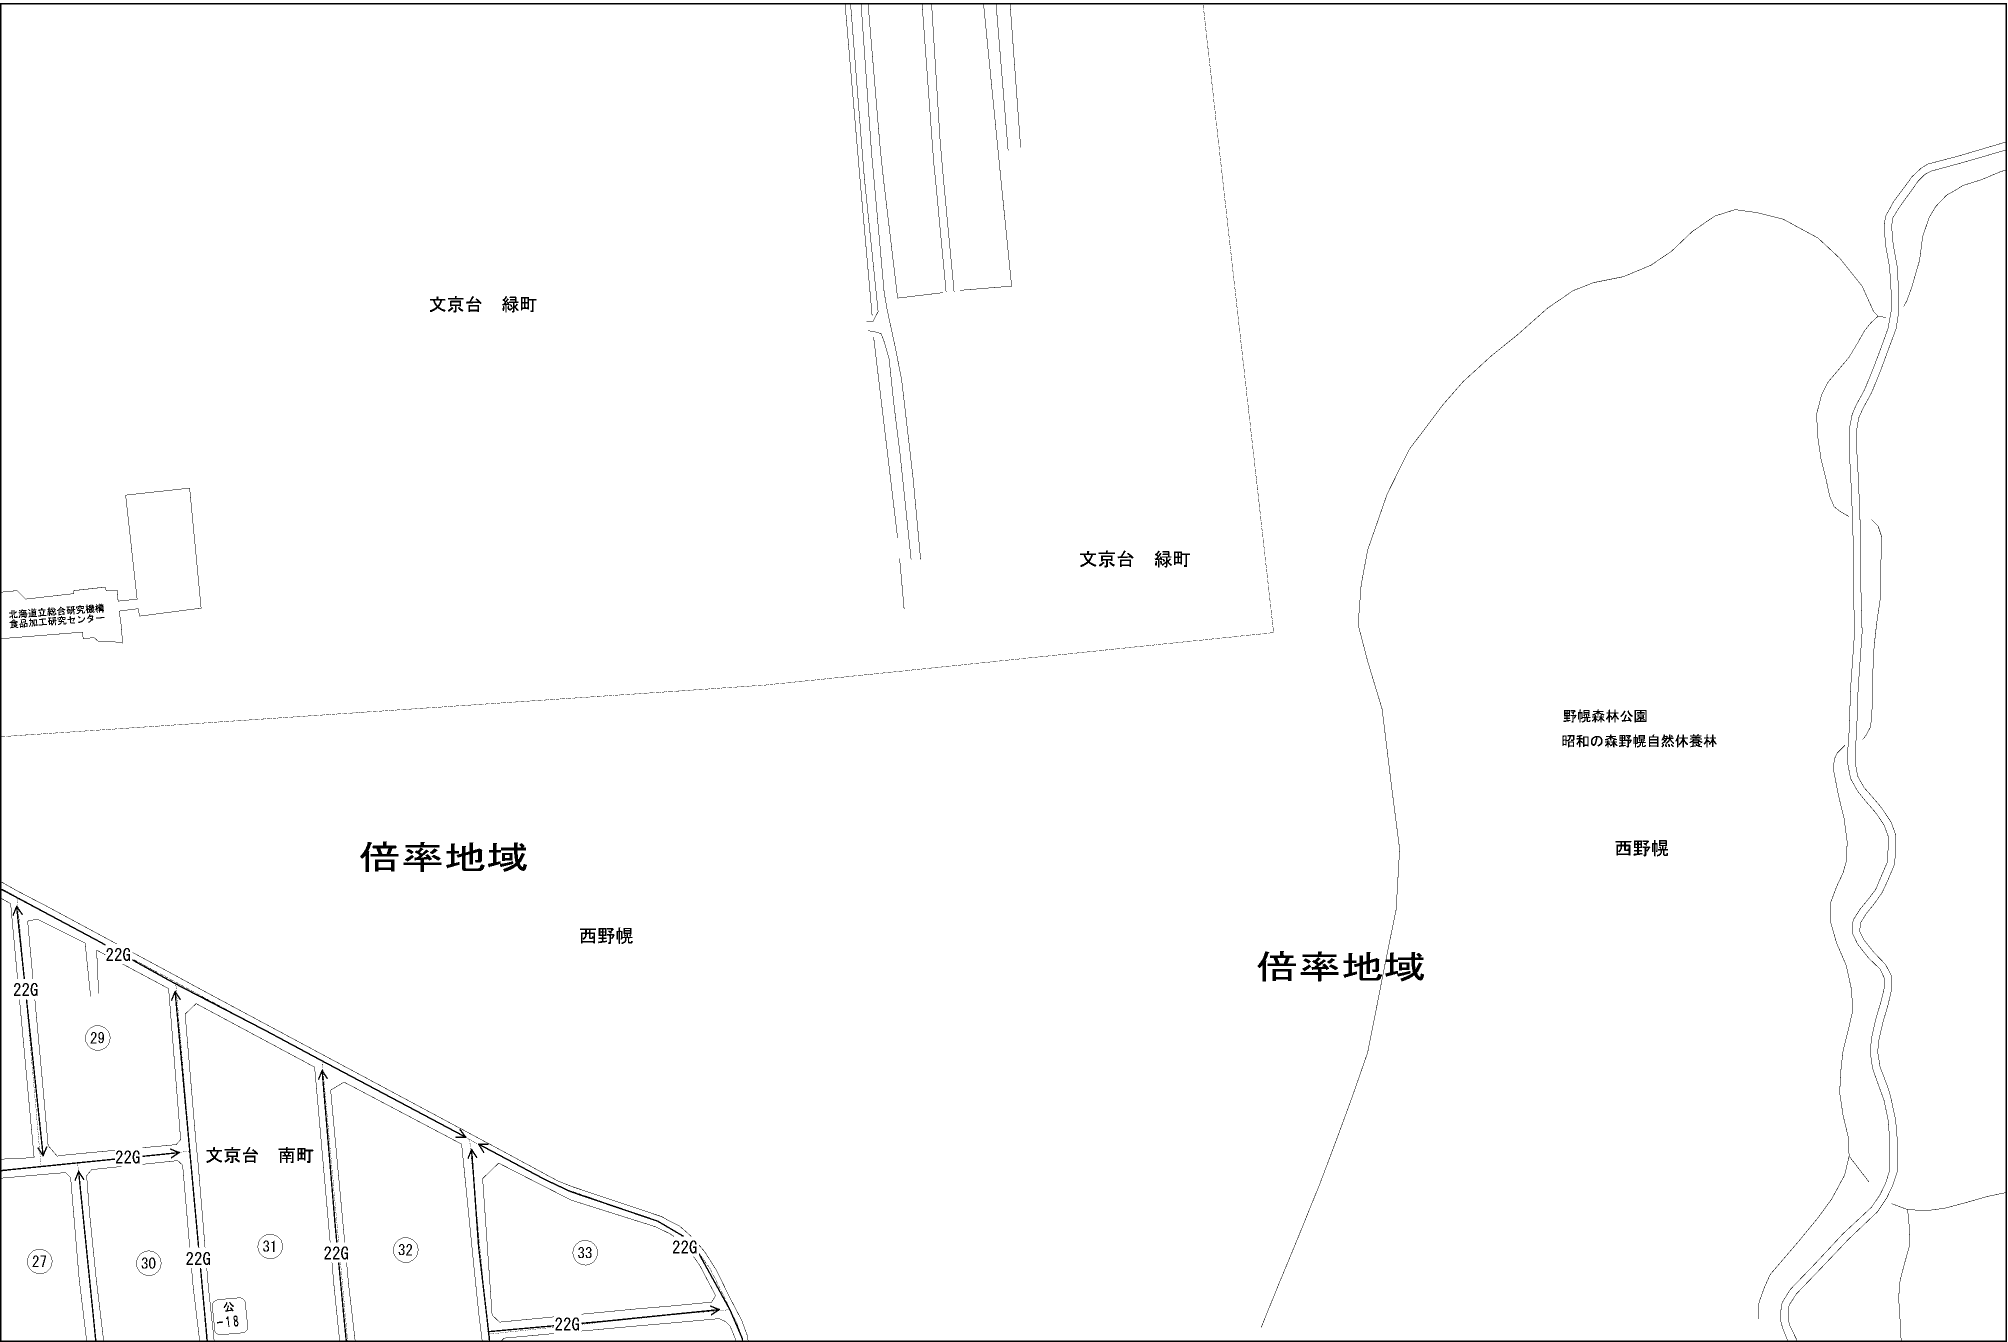 文京台　緑町
文京台　緑町
北海道立総合研究機構
食品加工研究センター
野幌森林公園
昭和の森野幌自然休養林
西野幌
倍率地域
西野幌
倍率地域
22G
22G
29
22G
文京台　南町
22G
22G
22G
27
30
31
32
33
公
-18
22G